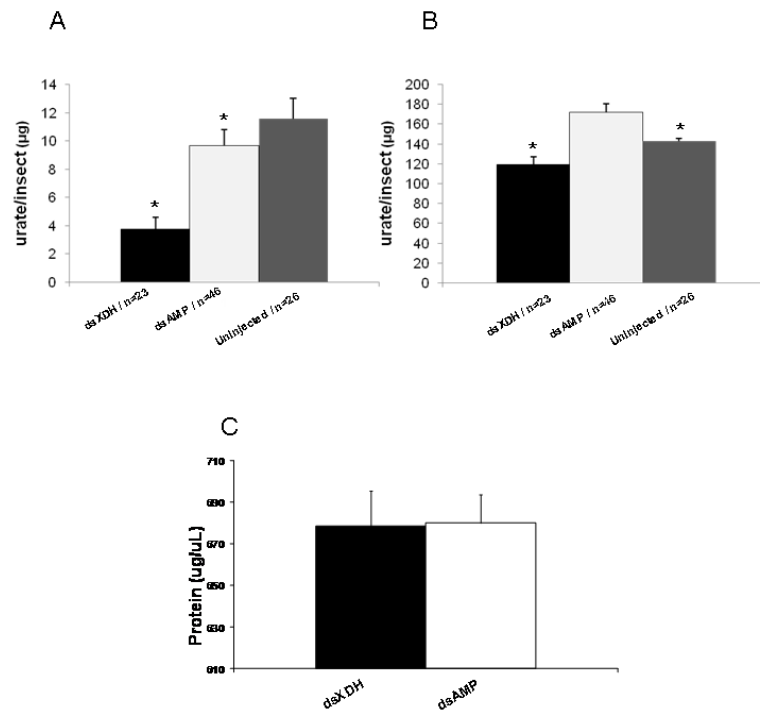 A
urate/insect (µg)
14
12
10
8
6
4
2
0
*
*
dsXDH / n=23
dsAMP / n=46
Uninjected / n=26
B
urate/insect (µg)
200
180
160
140
120
100
80
60
40
20
0
*
*
dsXDH / n=23
dsAMP / n=46
Uninjected / n=26
C
Protein (ug/uL)
710
690
670
650
630
610
dsXDH
dsAMP